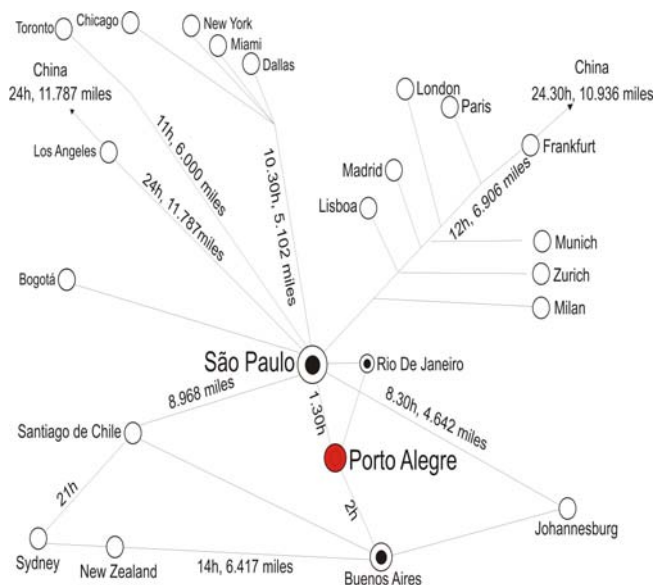 New York
Chicago
Toronto
Miami
Dallas
China
24h, 11.787 miles
China
24.30h, 10.936 miles
London
Paris
Frankfurt
Los Angeles
11h, 6.000 miles
10.30h, 5.102 miles
Madrid
12h, 6.906 miles
Lisboa
24h, 11.787miles
Munich
Zurich
Bogotá
Milan
São Paulo
Rio De Janeiro
8.968 miles
1.30h
8.30h, 4.642 miles
Santiago de Chile
Porto Alegre
21h
2h
Johannesburg
Sydney
New Zealand
14h, 6.417 miles
Buenos Aires